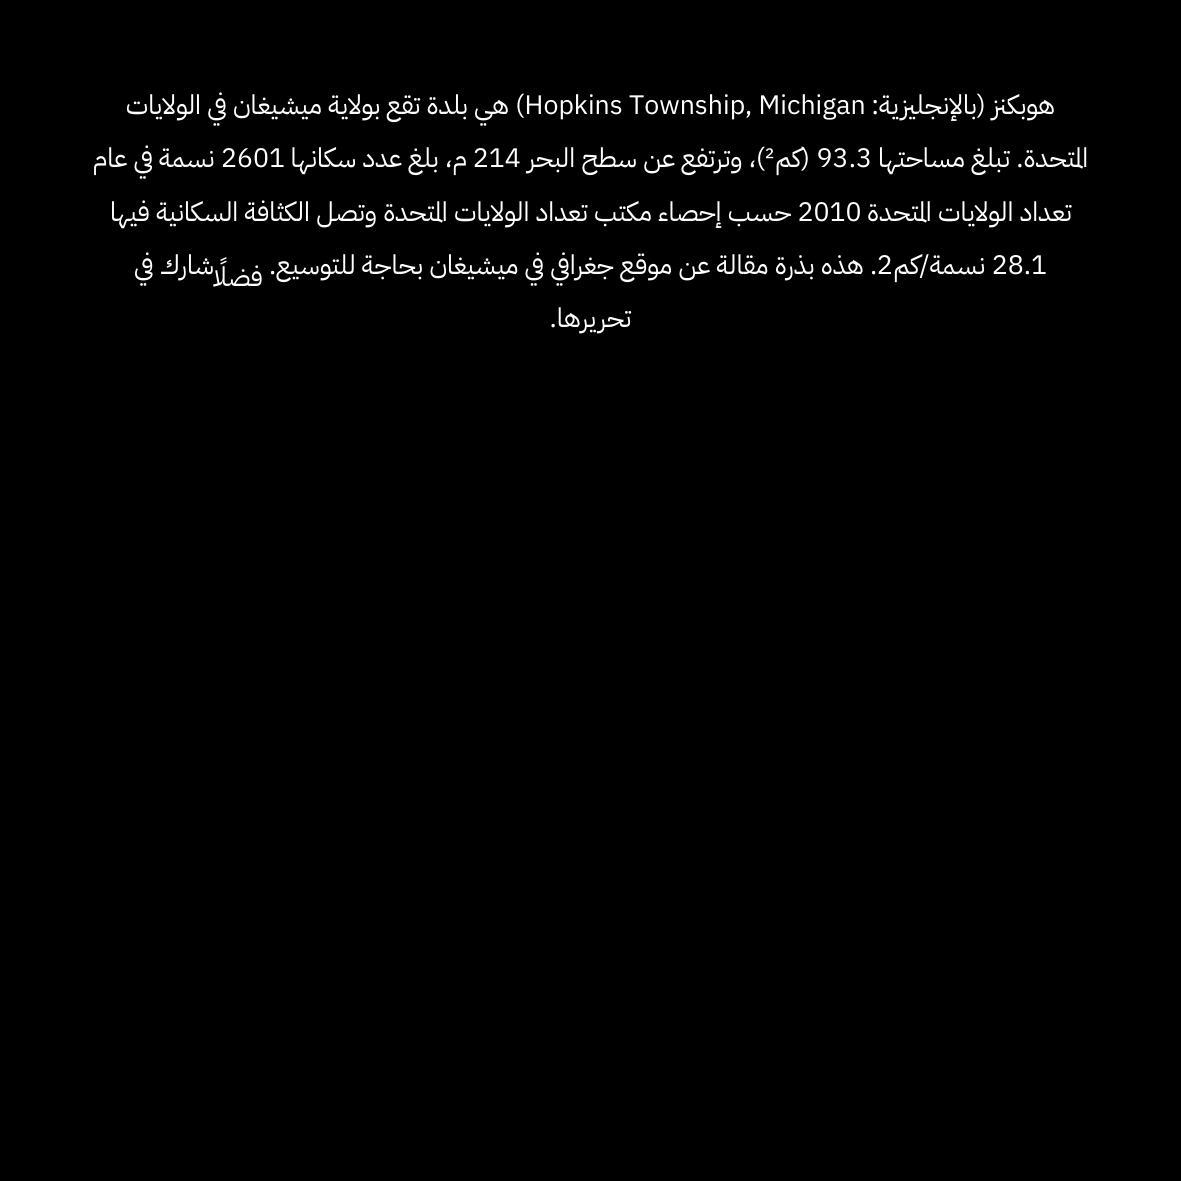 هوبكنز (بالإنجليزية: Hopkins Township, Michigan) هي بلدة تقع بولاية ميشيغان في الولايات
المتحدة. تبلغ مساحتها 93.3 (كم²)، وترتفع عن سطح البحر 214 م، بلغ عدد سكانها 2601 نسمة في عام
تعداد الولايات المتحدة 2010 حسب إحصاء مكتب تعداد الولايات المتحدة وتصل الكثافة السكانية فيها
28.1 نسمة/كم2. هذه بذرة مقالة عن موقع جغرافي في ميشيغان بحاجة للتوسيع. فضلًا شارك في
تحريرها.